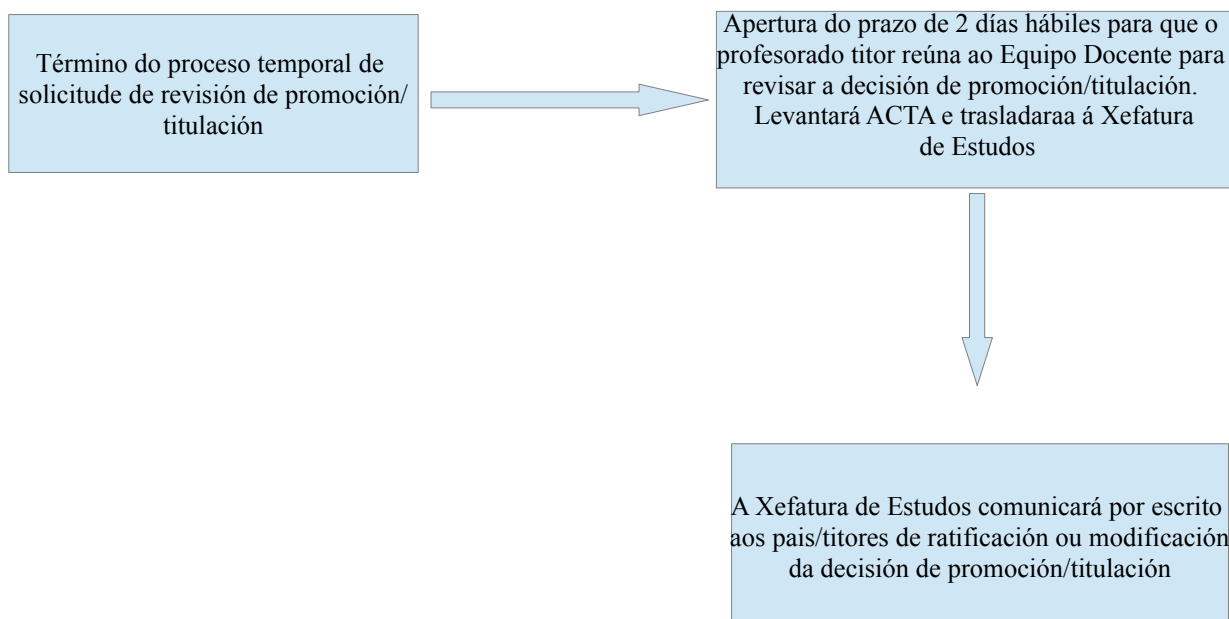 Término do proceso temporal de
solicitude de revisión de promoción/
titulación
Apertura do prazo de 2 días hábiles para que o
profesorado titor reúna ao Equipo Docente para
revisar a decisión de promoción/titulación.
Levantará ACTA e trasladaraa á Xefatura
de Estudos
A Xefatura de Estudos comunicará por escrito
aos pais/titores de ratificación ou modificación
da decisión de promoción/titulación